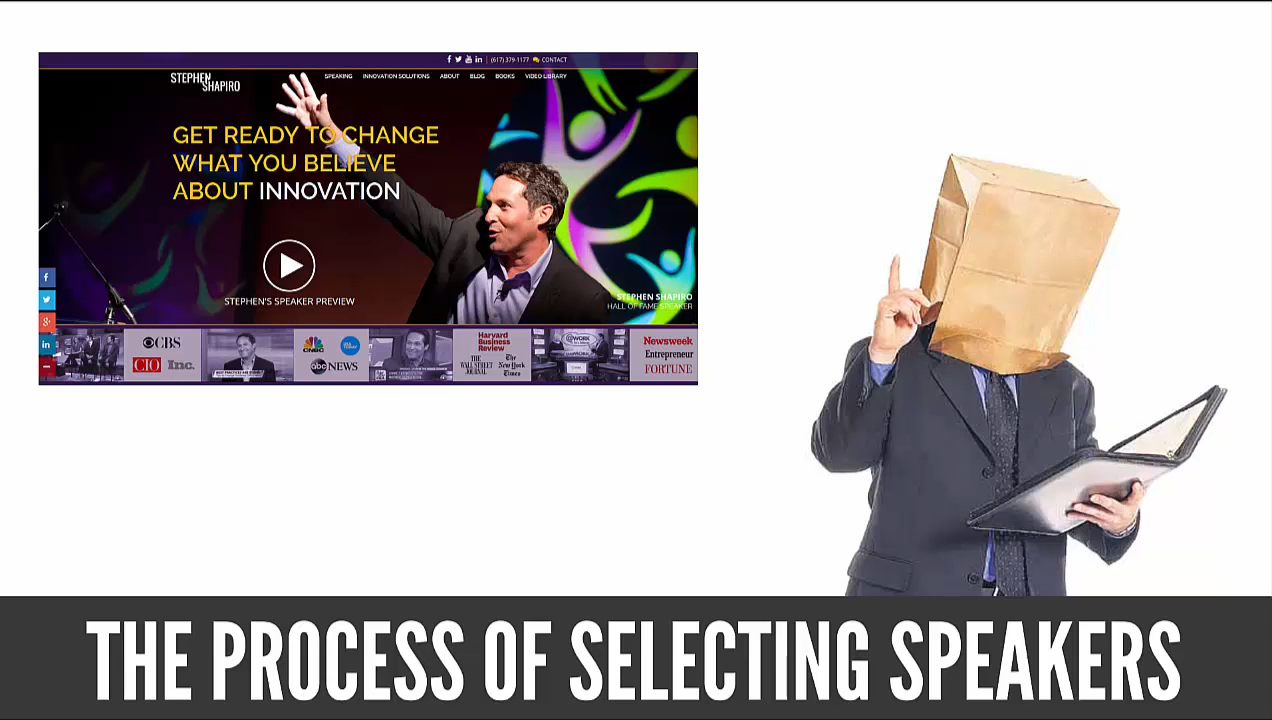 (617) 379-1177 CONTACT
STEPHEN
SHAPIRO
SPEAKING INNOVATION SOLUTIONS ABOUT BLOG BOOKS VIDEO LIBRARY
GET READY TO CHANGE
WHAT YOU BELIEVE
ABOUT INNOVATION
STEPHEN'S SPEAKER PREVIEW
STEPHEN SHAPIRO
HALL OF FAME SPEAKER
CBS
CIO Inc.
CNBC
abc NEWS
Harvard
Business
Review
THE
WALL STREET
JOURNAL
The
New York
Times
@WORK
Newsweek
Entrepreneur
FORTUNE
THE PROCESS OF SELECTING SPEAKERS